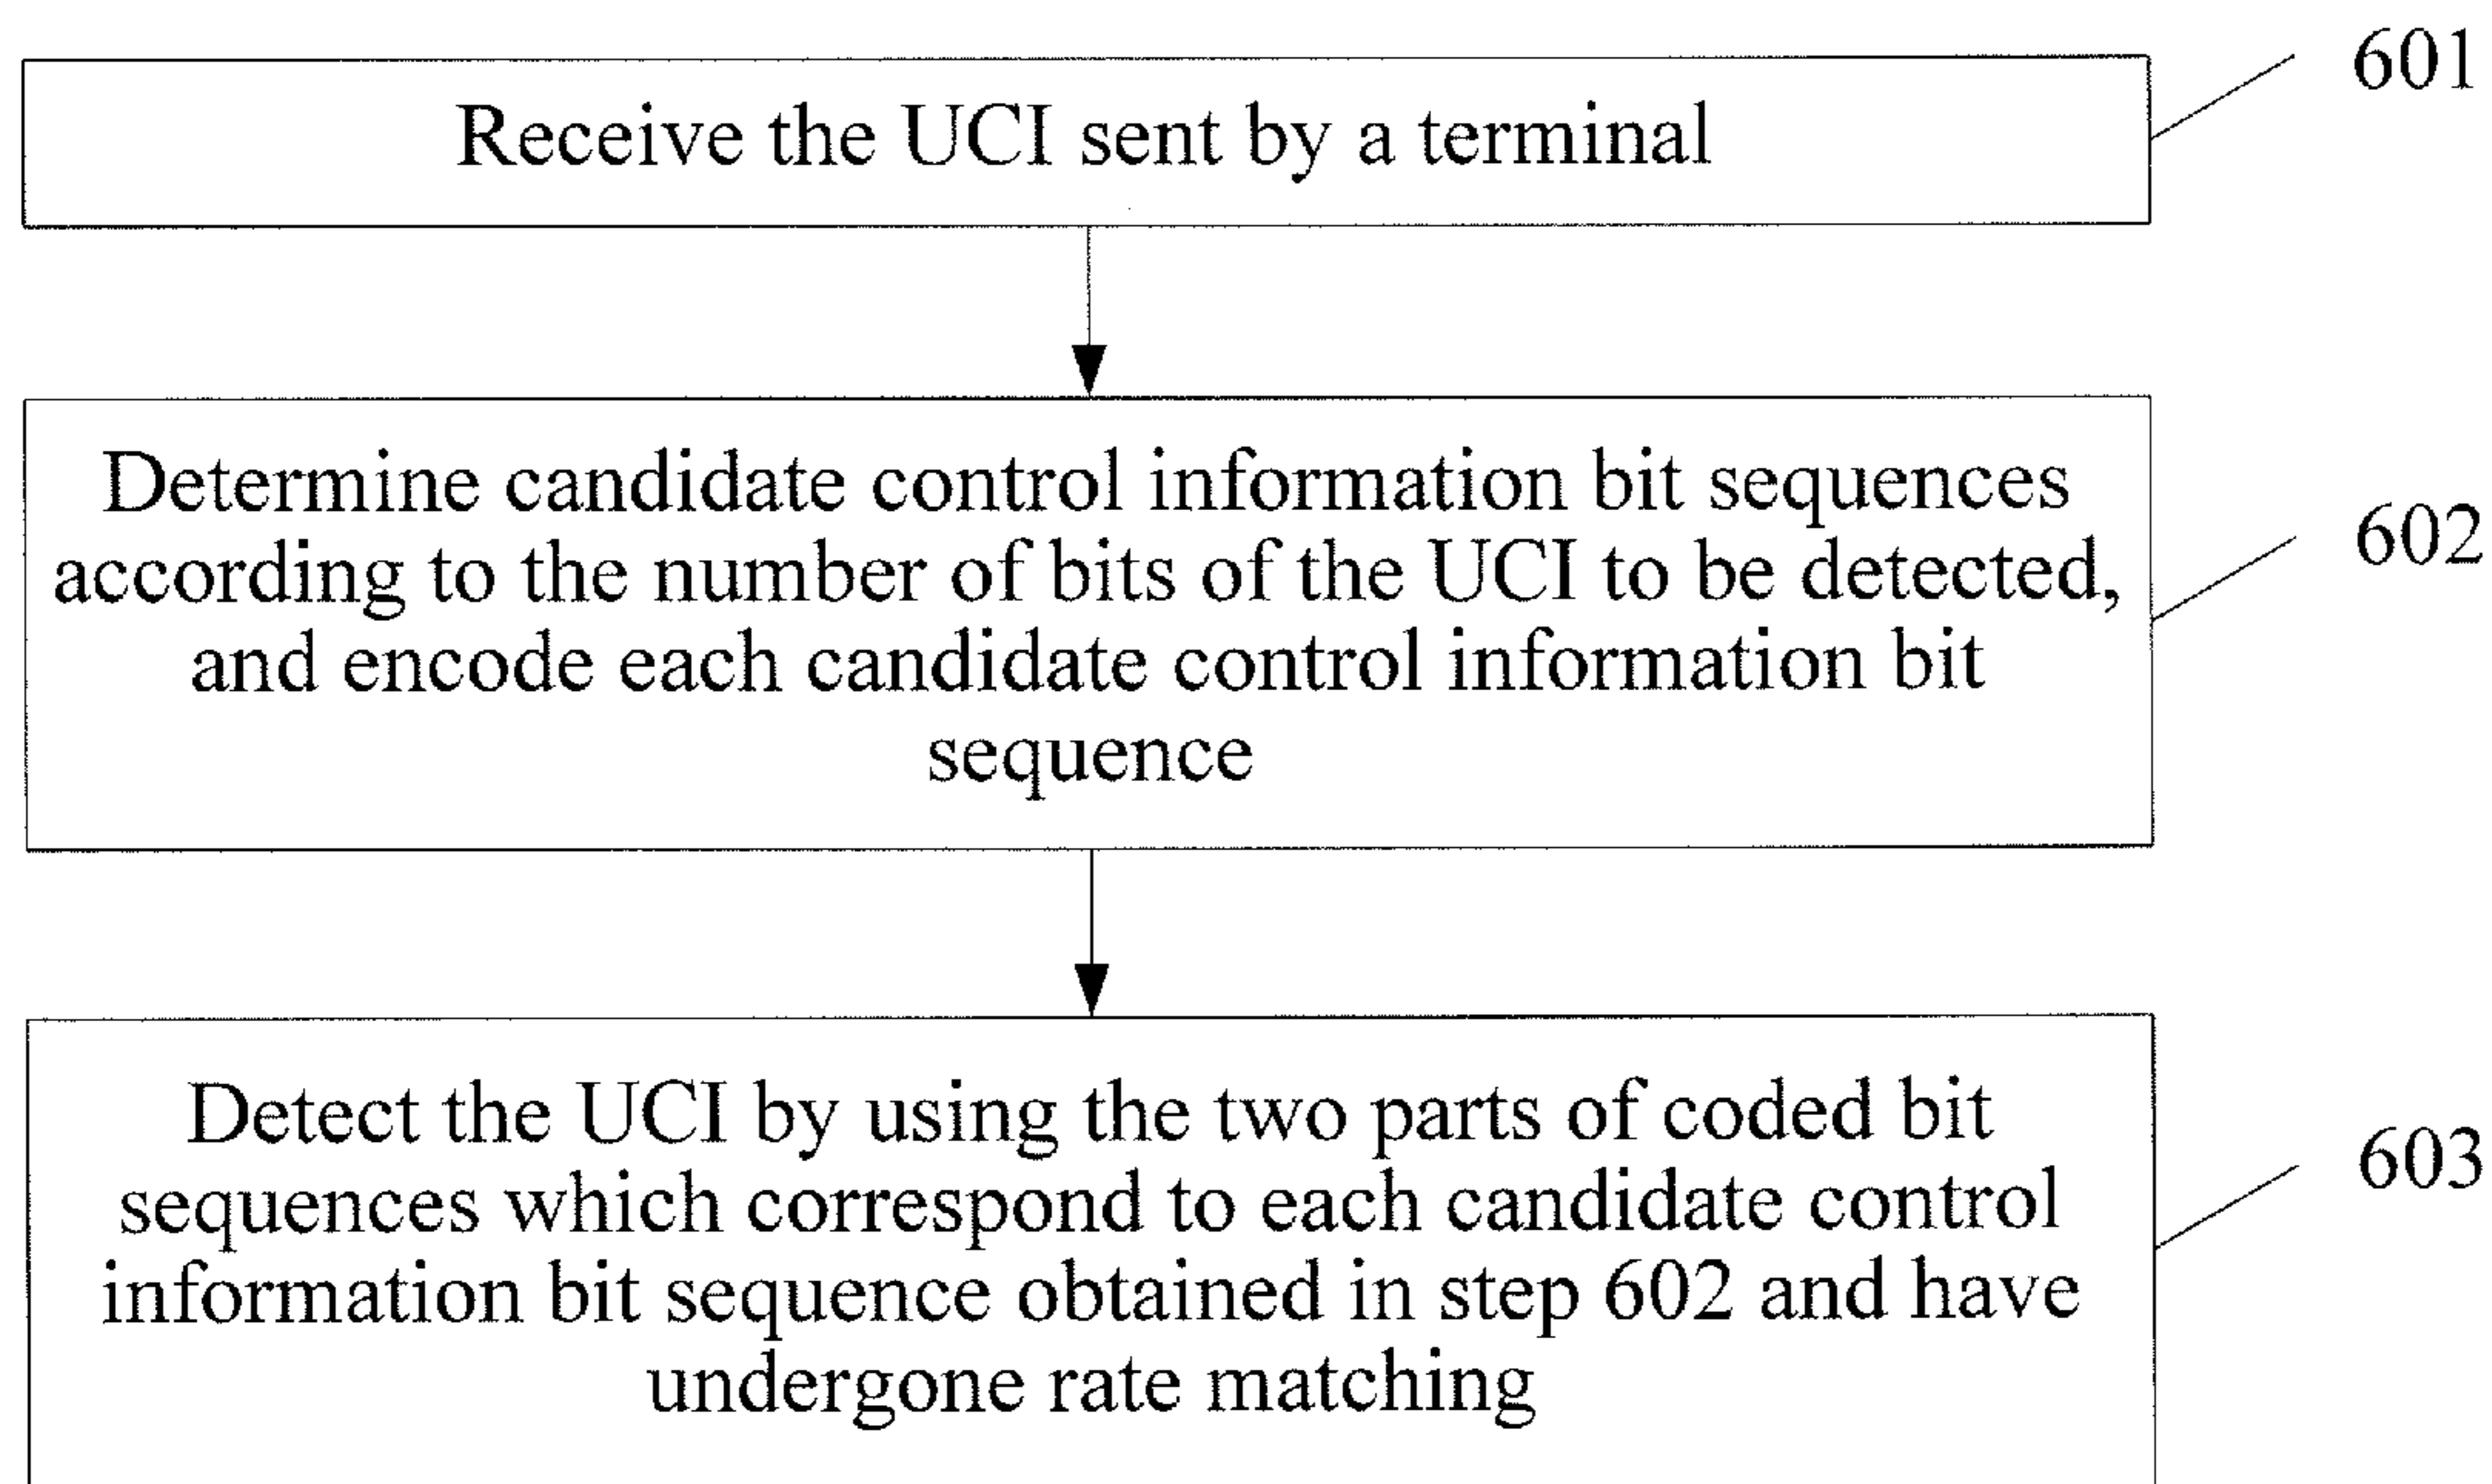 601
Receive the UCI sent by a terminal
Determine candidate control information bit sequences
according to the number of bits of the UCI to be detected,
and encode each candidate control information bit
sequence
602
Detect the UCI by using the two parts of coded bit
sequences which correspond to each candidate control
information bit sequence obtained in step 602 and have
undergone rate matching
603